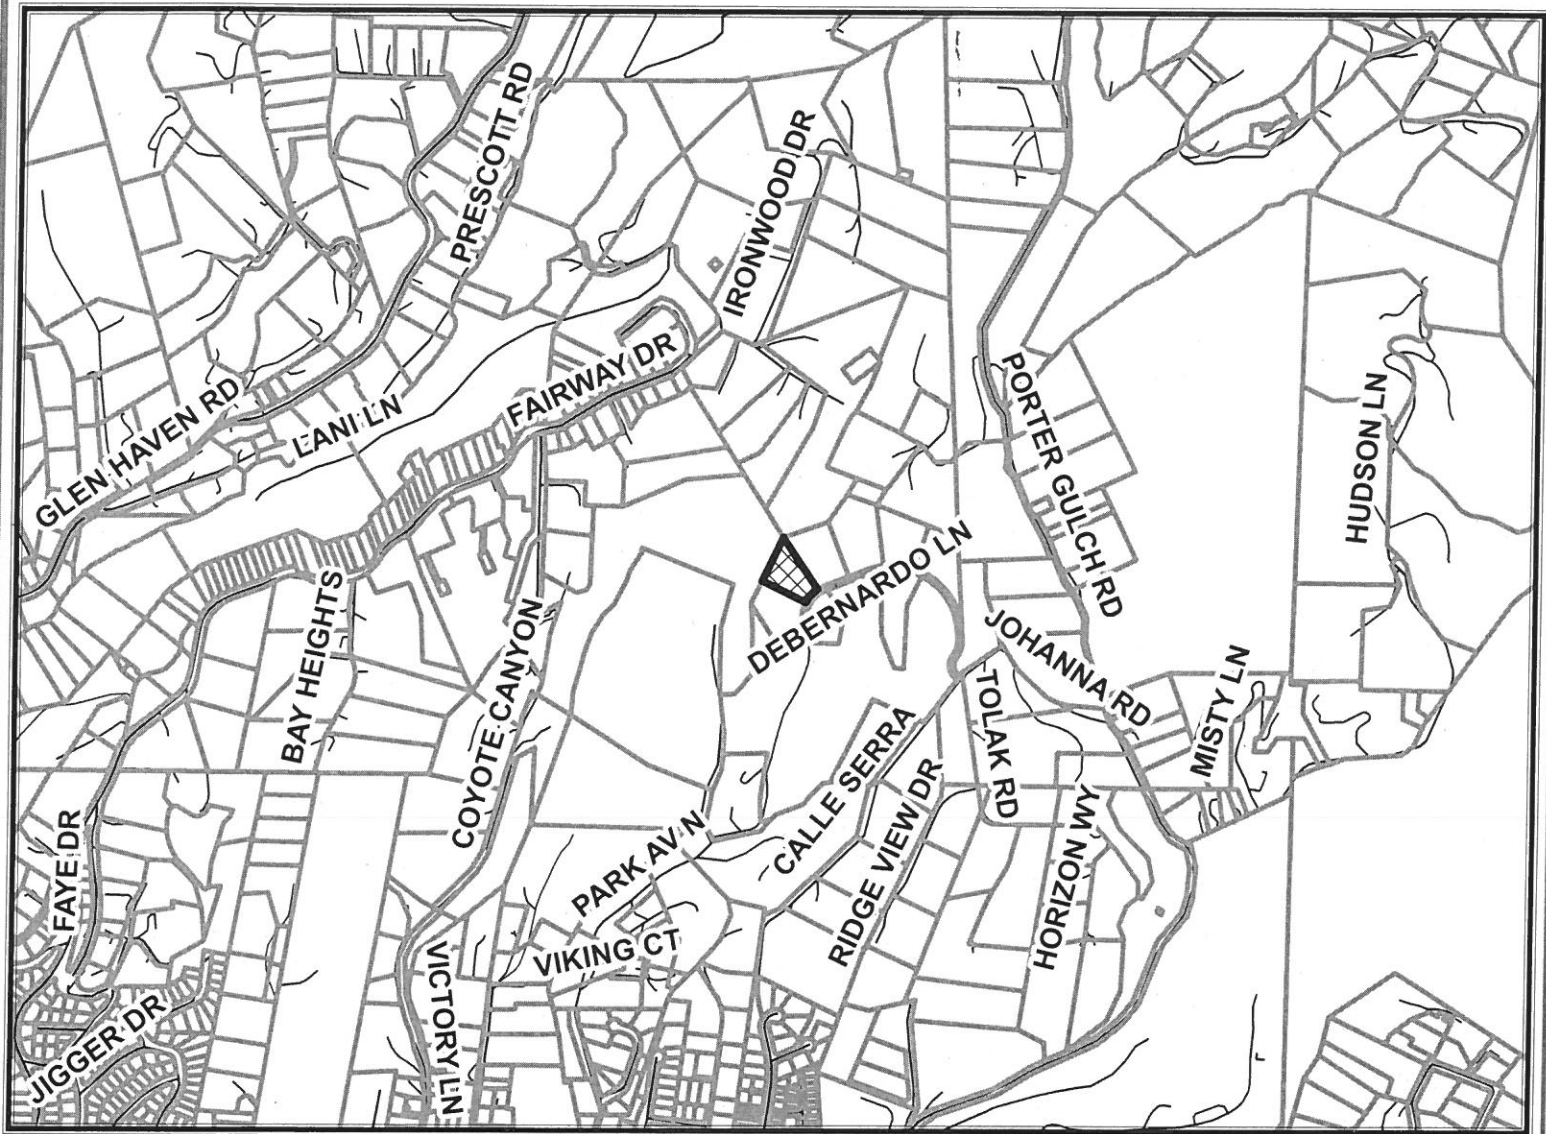 PRESCOTT RD
IRONWOOD DR
FAIRWAY DR
GLEN HAVEN RD
LANI LN
PORTER GULCH RD
HUDSON LN
DEBERNARDO LN
BAY HEIGHTS
COYOTE CANYON
JOHANNA RD
TOLAK RD
MISTY LN
CALLE SERRA
RIDGE VIEW DR
HORIZON WY
FAYE DR
PARK AV N
VIKING CT
VICTORY LN
JIGGER DR